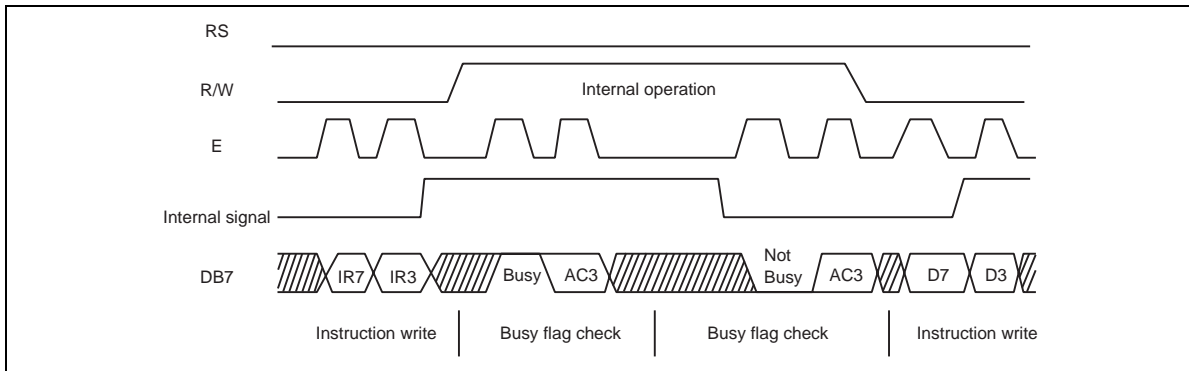 RS
R/W
Internal operation
E
Internal signal
DB7
IR7
IR3
Busy
AC3
Not
Busy
AC3
D7
D3
Instruction write
Busy flag check
Busy flag check
Instruction write